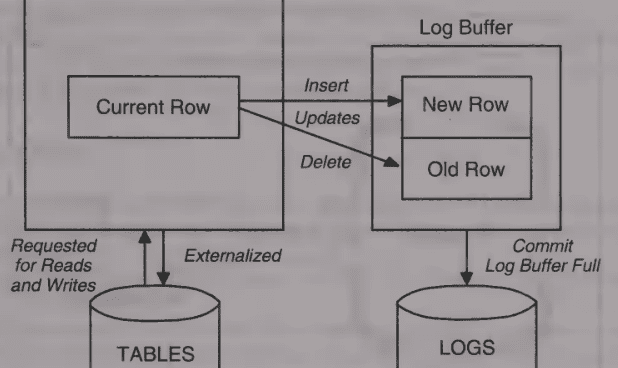 Log Buffer
Current Row
Insert
Updates
Delete
New Row
Old Row
Requested
for Reads
and Writes
Externalized
Commit
Log Buffer Full
TABLES
LOGS